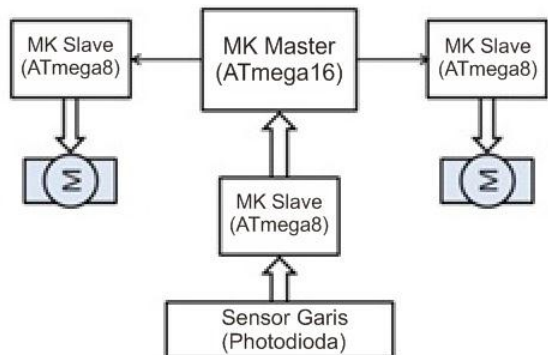 MK Slave
(ATmega8)
MK Master
(ATmega16)
MK Slave
(ATmega8)
M
M
MK Slave
(ATmega8)
Sensor Garis
(Photodioda)